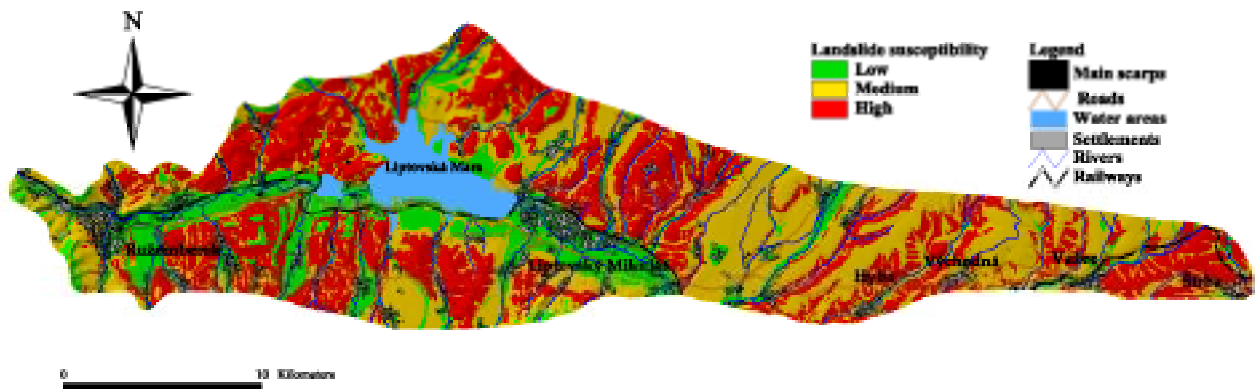 N
Landslide susceptibility
Low
Medium
High
Legend
Main scarps
Roads
Water areas
Settlements
Rivers
Railways
Liptovská Mara
Ružomberok
Liptovský Mikuláš
Hybe
Východná
Važec
0 10 Kilometers